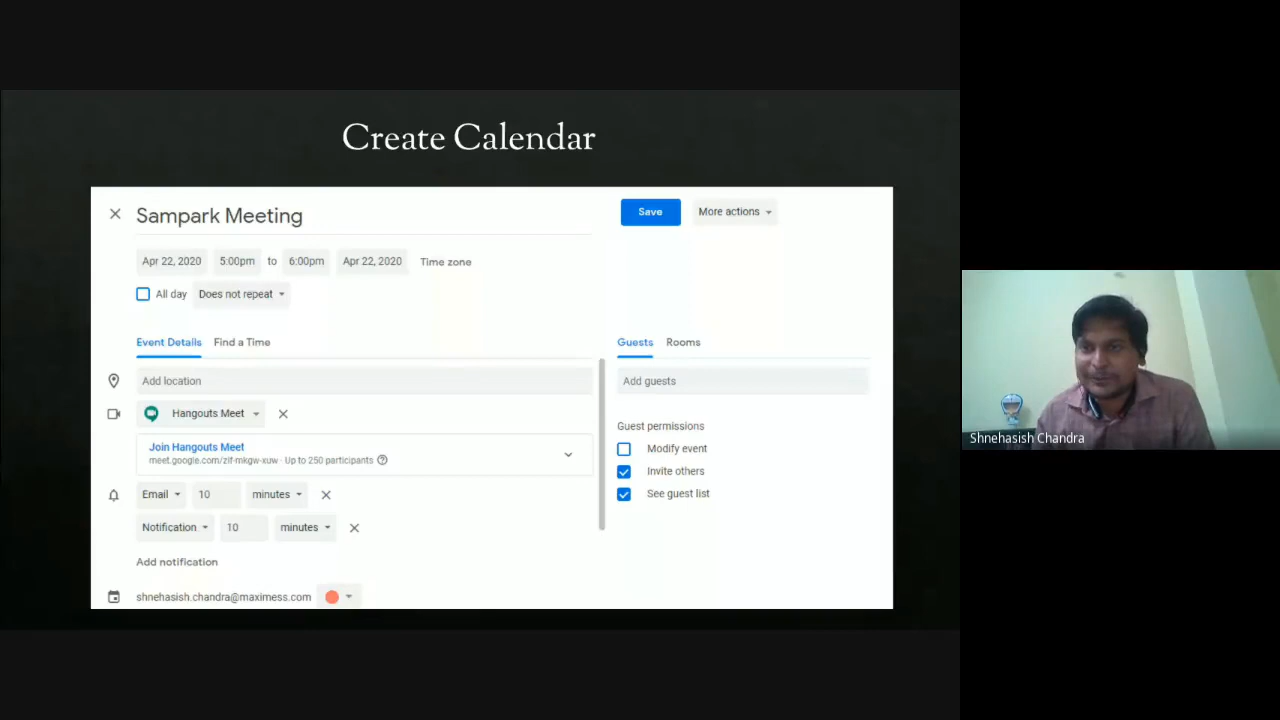 Create Calendar
Sampark Meeting
Save
More actions
Apr 22, 2020 5:00pm to 6:00pm Apr 22, 2020 Time zone
All day Does not repeat
Event Details Find a Time
Guests Rooms
Add location
Add guests
Hangouts Meet
Guest permissions
Join Hangouts Meet
Modify event
meet.google.com/zif-mkgw-xuw · Up to 250 participants
Invite others
Email 10 minutes
See guest list
Notification 10 minutes
Add notification
shnehasish.chandra@maximess.com
Shnehasish Chandra